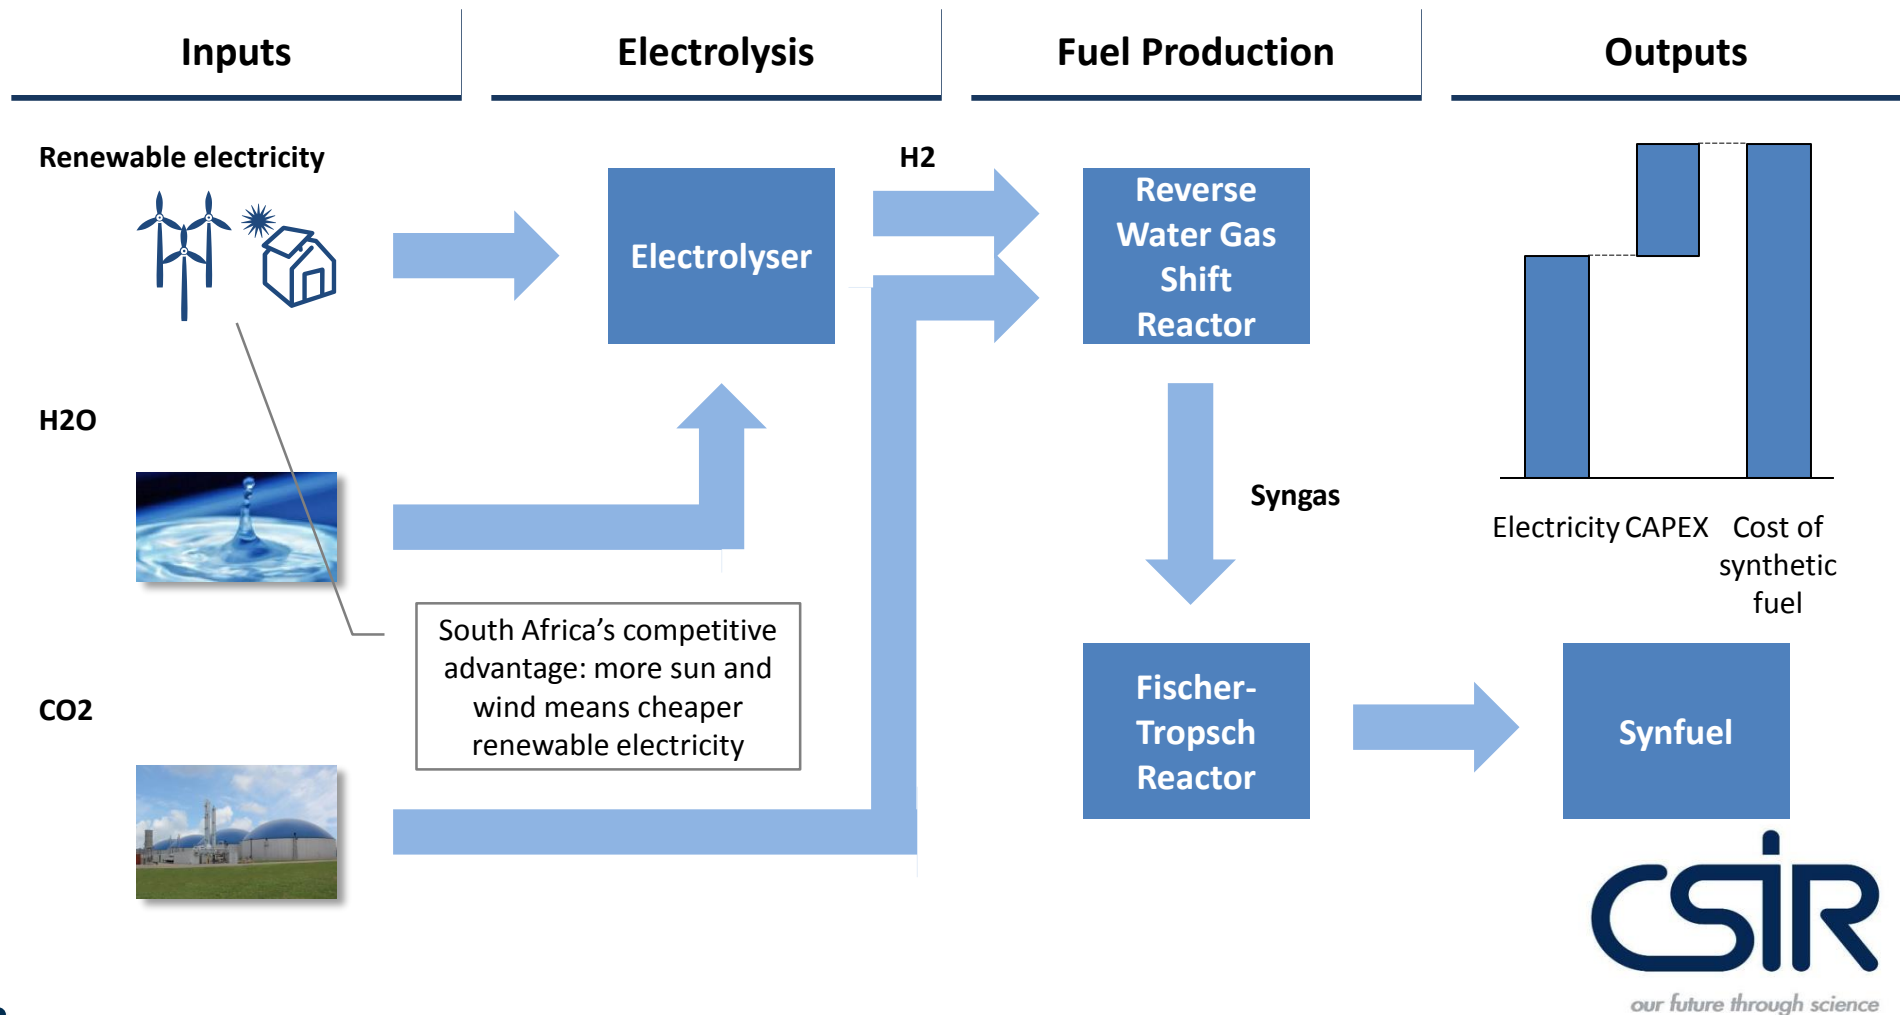 Inputs
Electrolysis
Fuel Production
Outputs
Renewable electricity
H2O
CO2
Electrolyser
South Africa’s competitive
advantage: more sun and
wind means cheaper
renewable electricity
H2
Reverse
Water Gas
Shift
Reactor
Syngas
Fischer-
Tropsch
Reactor
Electricity CAPEX Cost of
synthetic
fuel
Synfuel
CSIR
our future through science